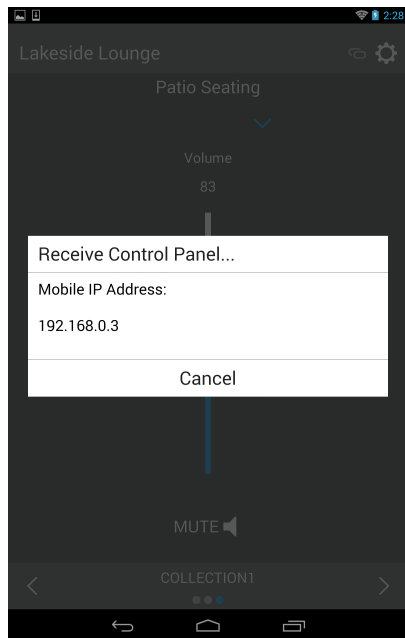 2:28
Lakeside Lounge
Patio Seating
Volume
83
Receive Control Panel...
Mobile IP Address:
192.168.0.3
Cancel
MUTE
COLLECTION1